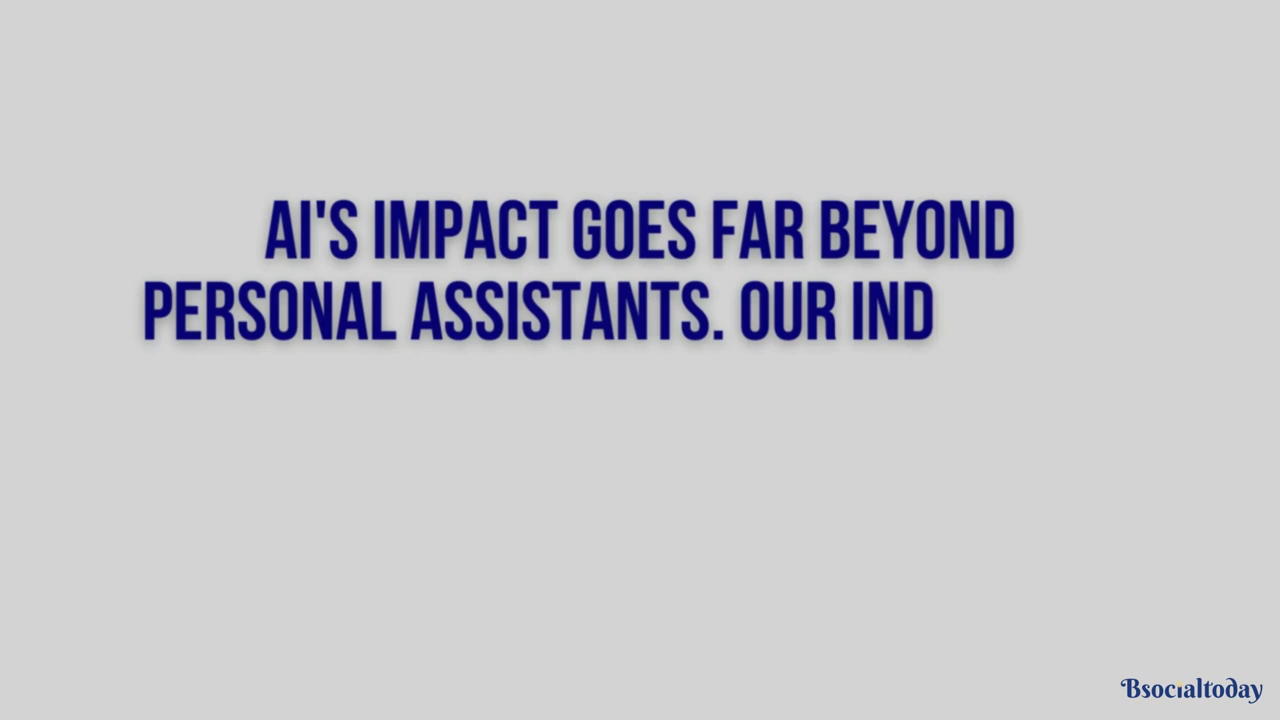 AI'S IMPACT GOES FAR BEYOND
PERSONAL ASSISTANTS. OUR IND
Bsocialtoday